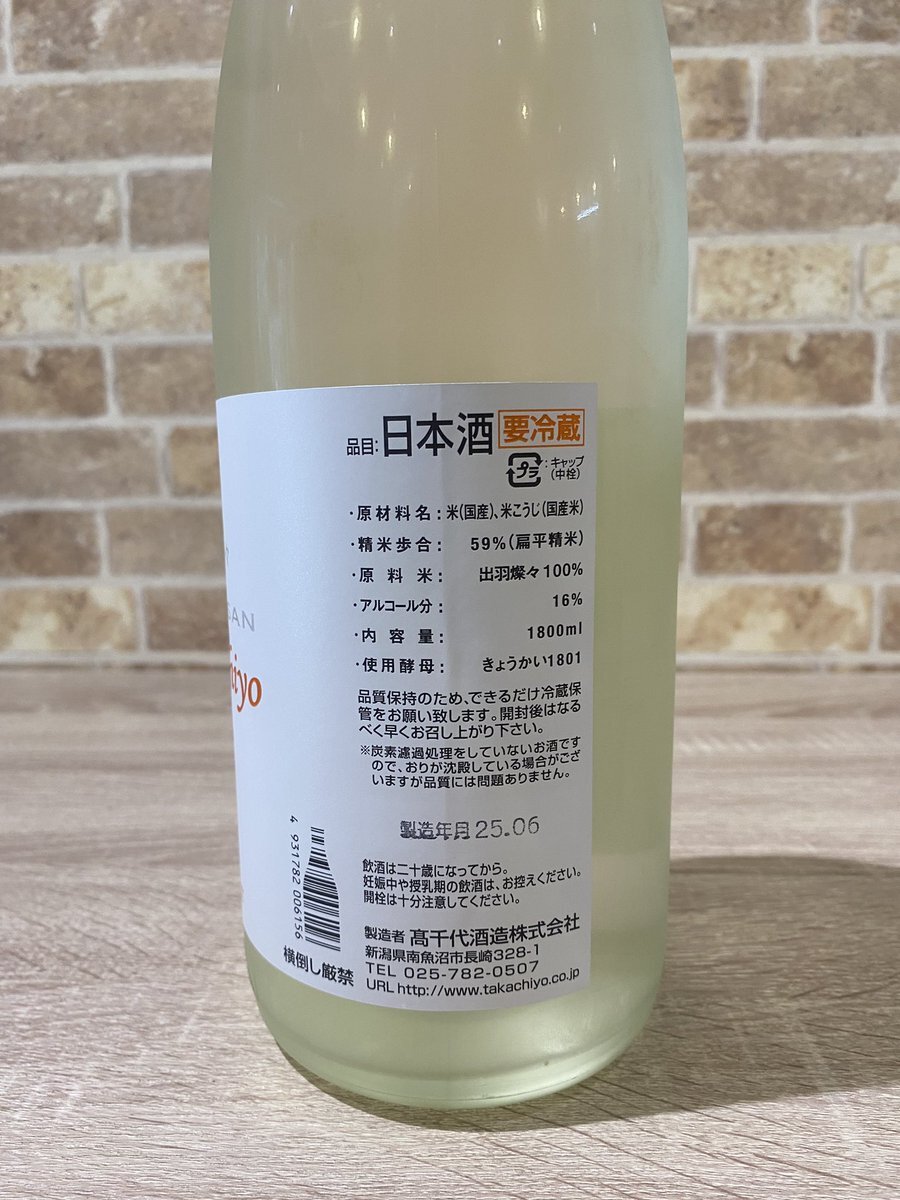 品目:日本酒 要冷蔵
プラ :キャップ
(中栓)
・原材料名:米(国産)、米こうじ(国産米)
・精米歩合: 59%(扁平精米)
・原料米: 出羽燦々100%
・アルコール分: 16%
・内容量: 1800ml
・使用酵母: きょうかい1801
品質保持のため、できるだけ冷蔵保
管をお願い致します。開封後はなる
べく早くお召し上がり下さい。
※炭素濾過処理をしていないお酒です
ので、おりが沈殿している場合がござ
いますが品質には問題ありません。
製造年月25.06
飲酒は二十歳になってから。
妊娠中や授乳期の飲酒は、お控えください。
開栓は十分注意してください。
製造者 髙千代酒造株式会社
新潟県南魚沼市長崎328-1
TEL 025-782-0507
URL http://www.takachiyo.co.jp
4 931782 006156
横倒し厳禁